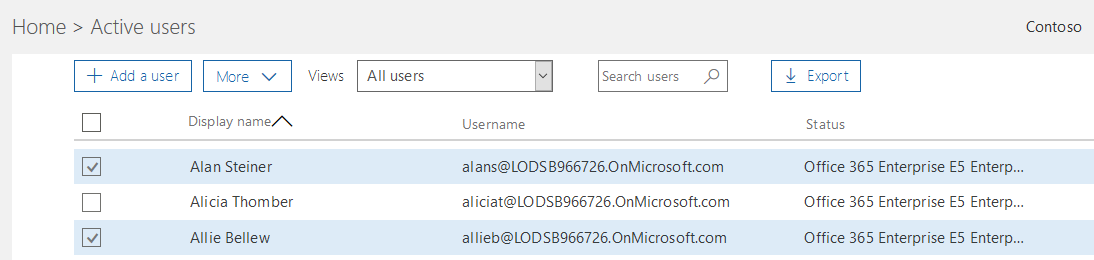 Home > Active users
Contoso
+ Add a user
More
Views
All users
Search users
Export
Display name Username Status
Alan Steiner alans@LODSB966726.OnMicrosoft.com Office 365 Enterprise E5 Enterp...
Alicia Thomber aliciat@LODSB966726.OnMicrosoft.com Office 365 Enterprise E5 Enterp...
Allie Bellew allieb@LODSB966726.OnMicrosoft.com Office 365 Enterprise E5 Enterp...